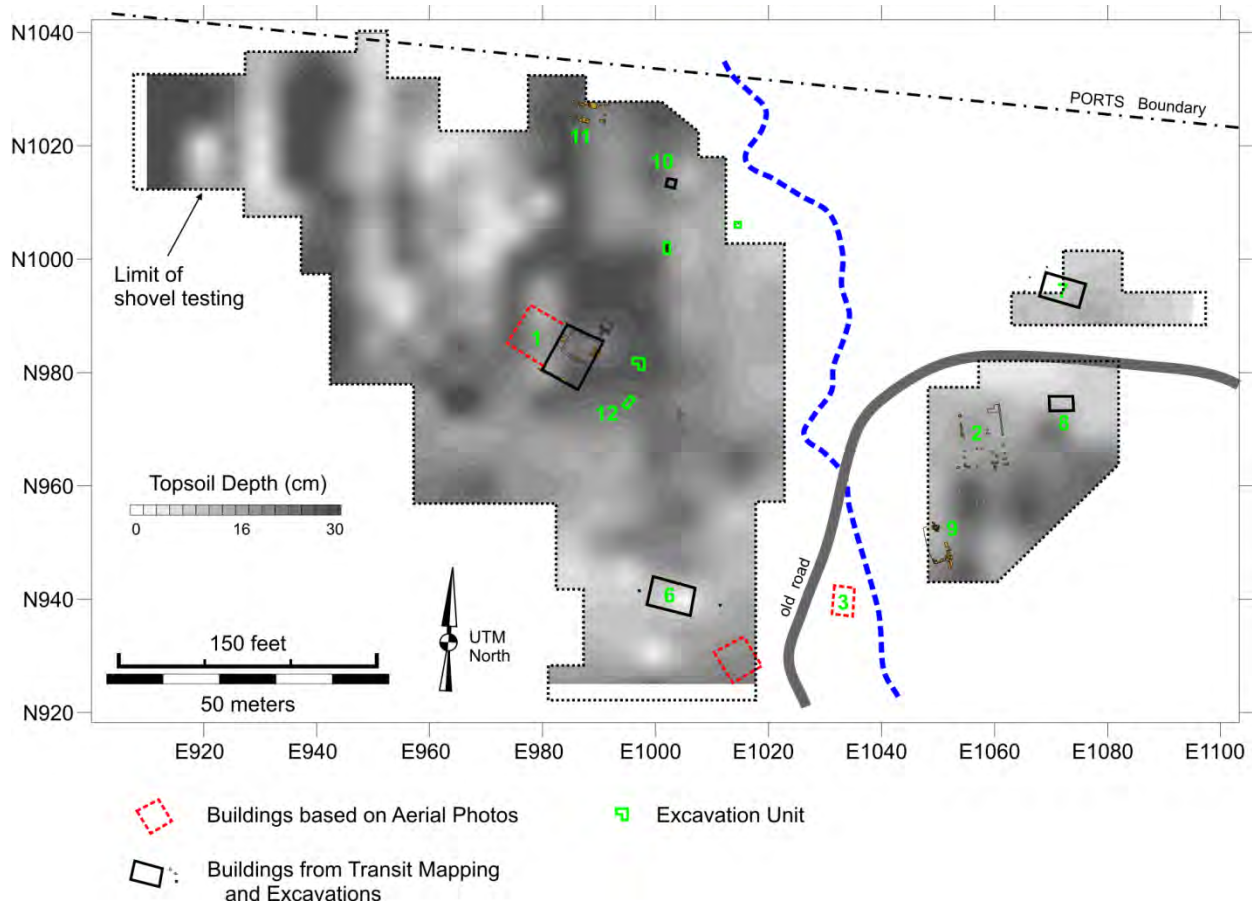 N1040
PORTS Boundary
N1020
11
10
Limit of
shovel testing
N1000
7
1
N980
8
12
2
Topsoil Depth (cm)
0 16 30
N960
9
6
3
old road
N940
UTM
North
150 feet
50 meters
N920
E920 E940 E960 E980 E1000 E1020 E1040 E1060 E1080 E1100
Buildings based on Aerial Photos
Excavation Unit
Buildings from Transit Mapping
and Excavations